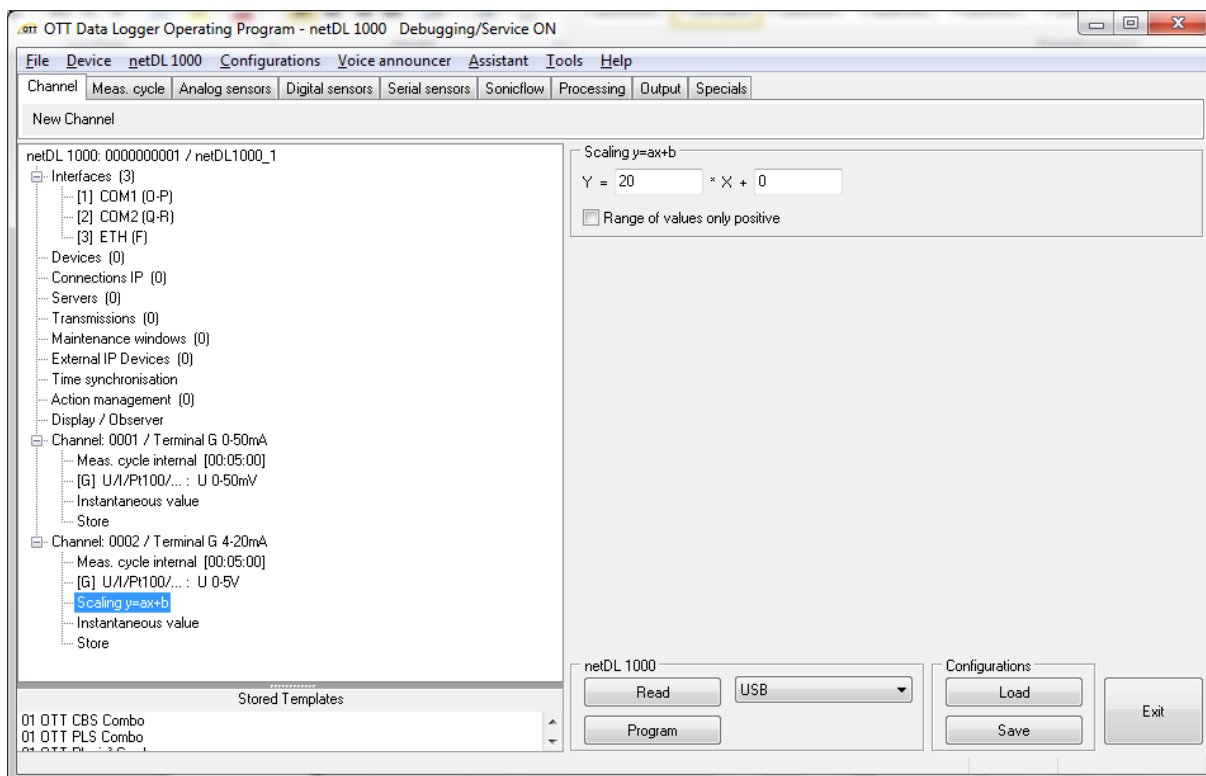 OTT Data Logger Operating Program - netDL 1000   Debugging/Service ON
File Device netDL 1000 Configurations Voice announcer Assistant Tools Help
Channel Meas. cycle Analog sensors Digital sensors Serial sensors Sonicflow Processing Output Specials
New Channel
netDL 1000: 0000000001 / netDL1000_1
Interfaces (3)
[1] COM1 (O-P)
[2] COM2 (Q-R)
[3] ETH (F)
Devices (0)
Connections IP (0)
Servers (0)
Transmissions (0)
Maintenance windows (0)
External IP Devices (0)
Time synchronisation
Action management (0)
Display / Observer
Channel: 0001 / Terminal G 0-50mA
Meas. cycle internal [00:05:00]
[G] U/I/Pt100/... : U 0-50mV
Instantaneous value
Store
Channel: 0002 / Terminal G 4-20mA
Meas. cycle internal [00:05:00]
[G] U/I/Pt100/... : U 0-5V
Scaling y=ax+b
Instantaneous value
Store
Stored Templates
01 OTT CBS Combo
01 OTT PLS Combo
Scaling y=ax+b
Y = 20 * X + 0
Range of values only positive
netDL 1000
Read USB
Program
Configurations
Load
Save
Exit